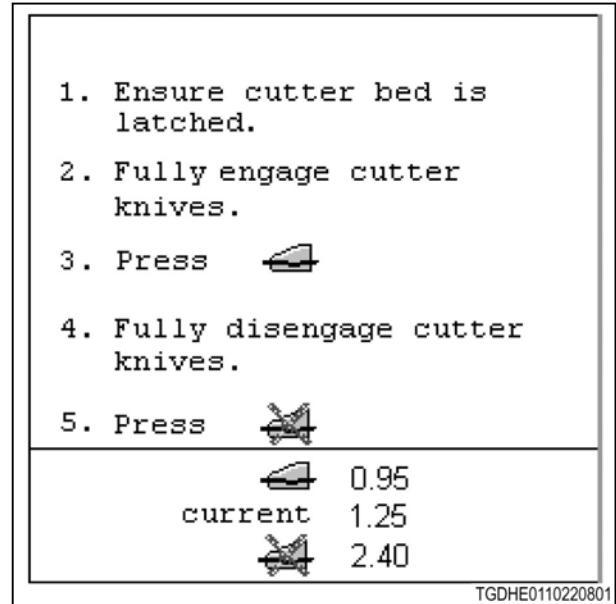 1. Ensure cutter bed is
latched.
2. Fully engage cutter
knives.
3. Press
4. Fully disengage cutter
knives.
5. Press
0.95
current 1.25
2.40
TGDHE0110220801